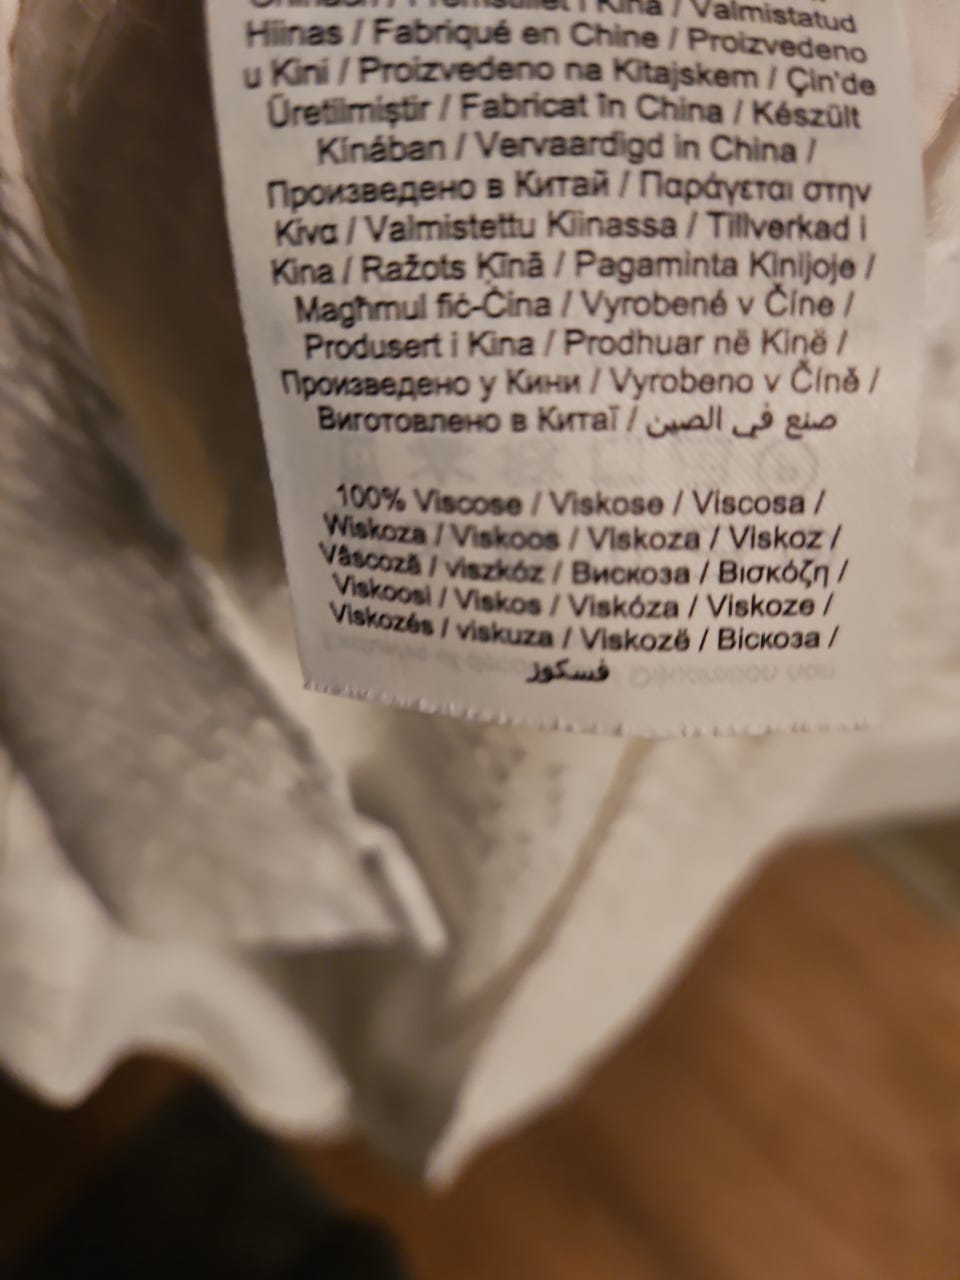 i Kina / Valmistatud
Hiinas / Fabriqué en Chine / Proizvedeno
u Kini / Proizvedeno na Kitajskem / Çin'de
Üretilmiştir / Fabricat în China / Készült
Kínában / Vervaardigd in China /
Произведено в Китай / Παράγεται στην
Κίνα / Valmistettu Kiinassa / Tillverkad i
Kina / Ražots Ķīnā / Pagaminta Kinijoje /
Magħmul fiċ-Ċina / Vyrobené v Číne /
Produsert i Kina / Prodhuar në Kinë /
Произведено у Кини / Vyrobeno v Číně /
Виготовлено в Китаї / صنع في الصين
100% Viscose / Viskose / Viscosa /
Wiskoza / Viskoos / Viskoza / Viskoz /
Vâscoză / viszkóz / Вискоза / Βισκόζη /
Viskoosi / Viskos / Viskóza / Viskoze /
Viskozės / viskuza / Viskozë / Віскоза /
فسكوز